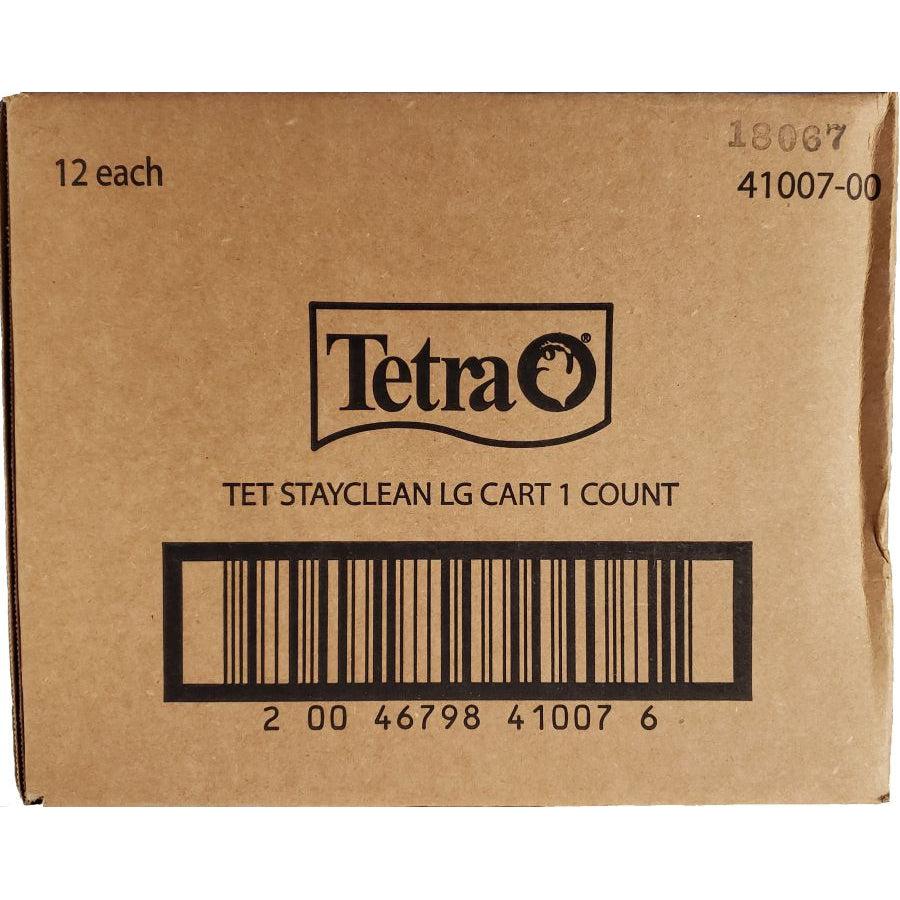 18067
12 each
41007-00
Tetra®
TET STAYCLEAN LG CART 1 COUNT
2 00 46798 41007 6